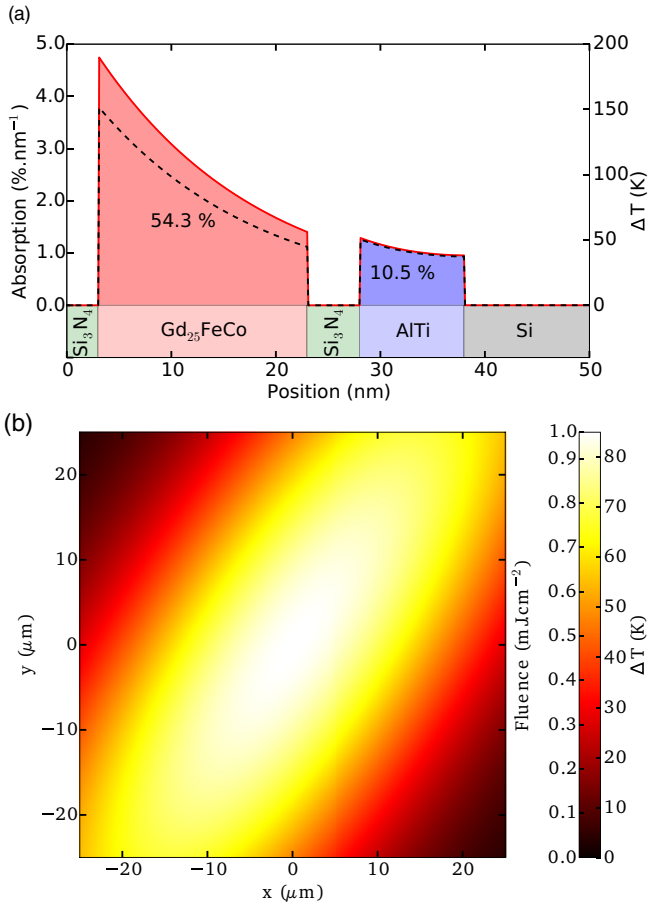 (a)
5.0
4.0
3.0
2.0
1.0
0.0
Absorption (%.nm⁻¹)
200
150
100
50
0
ΔT (K)
54.3 %
10.5 %
Si₃N₄
Gd₂₅FeCo
Si₃N₄
AlTi
Si
0 10 20 30 40 50
Position (nm)
(b)
20
10
0
−10
−20
y (μm)
−20 −10 0 10 20
x (μm)
Fluence (mJcm⁻²)
1.0
0.9
0.8
0.7
0.6
0.5
0.4
0.3
0.2
0.1
0.0
80
70
60
50
40
30
20
10
0
ΔT (K)